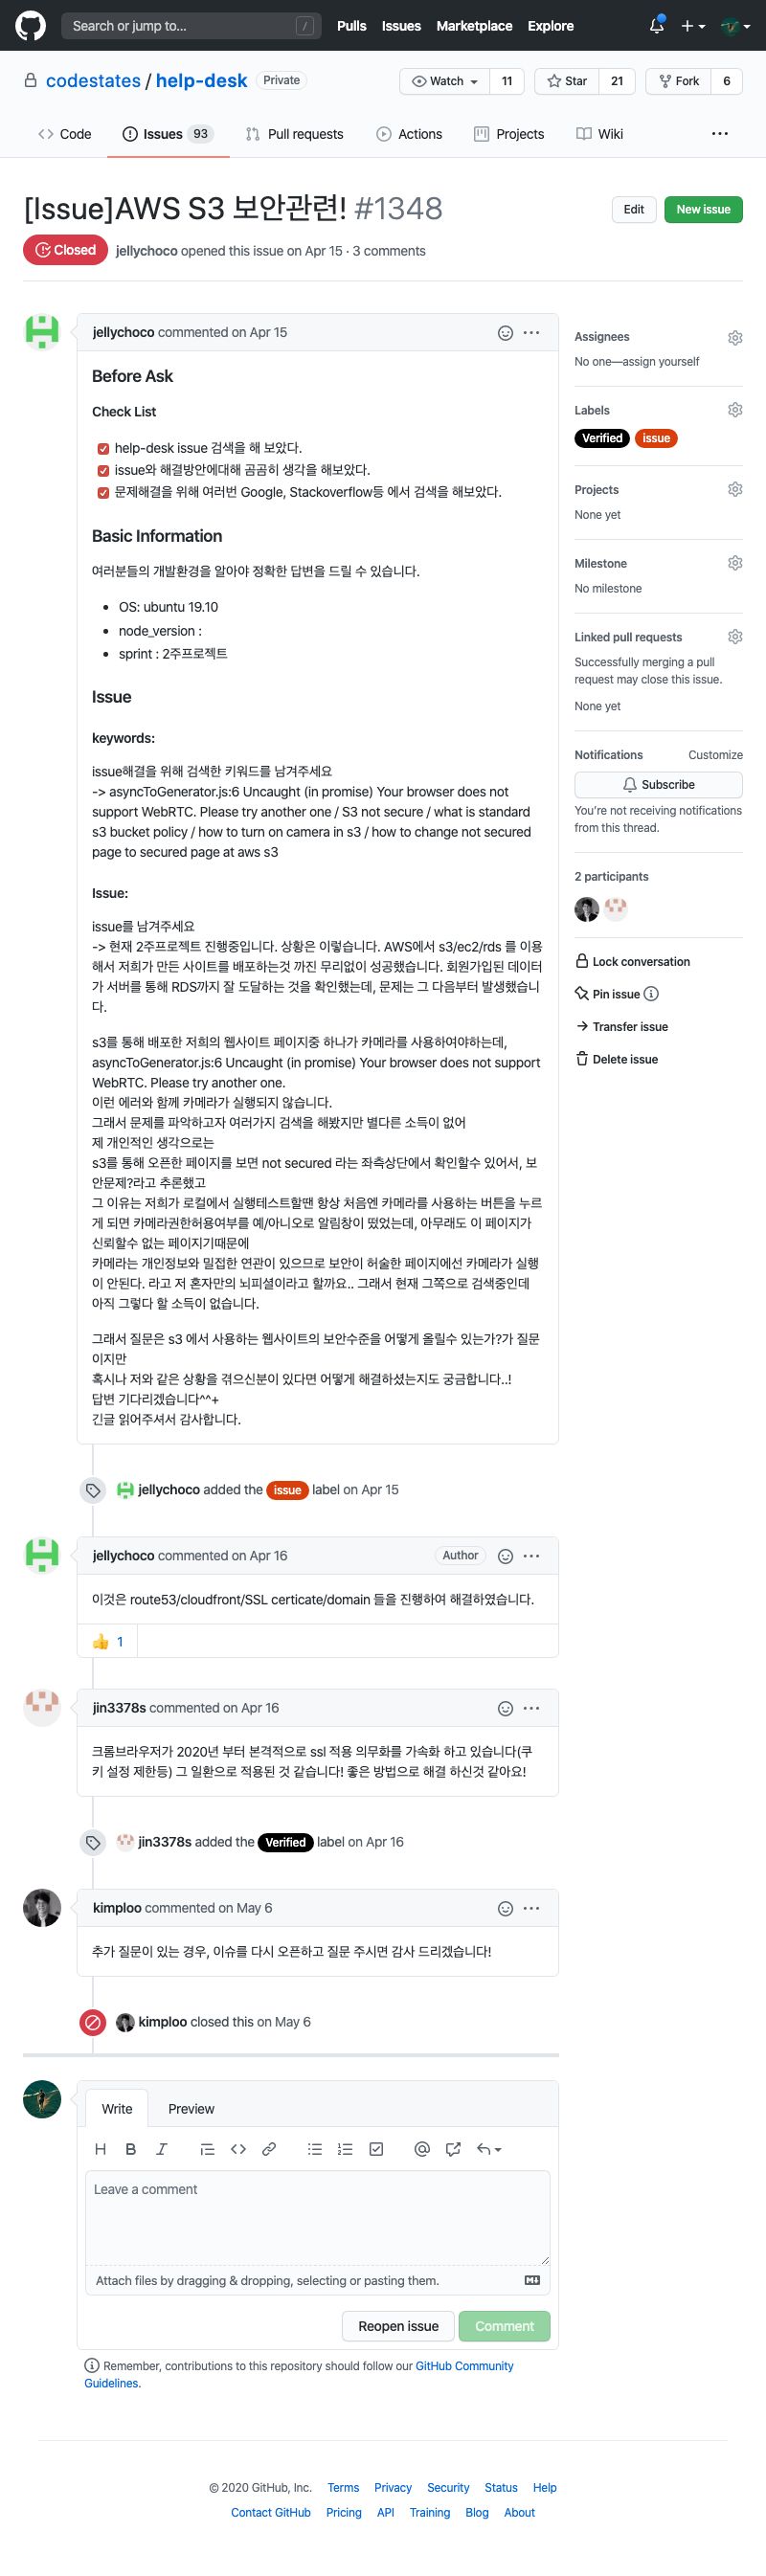 Search or jump to... /
Pulls Issues Marketplace Explore
codestates / help-desk Private
Watch 11 Star 21 Fork 6
Code Issues 93 Pull requests Actions Projects Wiki
[Issue]AWS S3 보안관련! #1348
Edit New issue
Closed jellychoco opened this issue on Apr 15 · 3 comments
jellychoco commented on Apr 15
Before Ask
Check List
help-desk issue 검색을 해 보았다.
issue와 해결방안에대해 곰곰히 생각을 해보았다.
문제해결을 위해 여러번 Google, Stackoverflow등 에서 검색을 해보았다.
Basic Information
여러분들의 개발환경을 알아야 정확한 답변을 드릴 수 있습니다.
• OS: ubuntu 19.10
• node_version :
• sprint : 2주프로젝트
Issue
keywords:
issue해결을 위해 검색한 키워드를 남겨주세요
-> asyncToGenerator.js:6 Uncaught (in promise) Your browser does not
support WebRTC. Please try another one / S3 not secure / what is standard
s3 bucket policy / how to turn on camera in s3 / how to change not secured
page to secured page at aws s3
Issue:
issue를 남겨주세요
-> 현재 2주프로젝트 진행중입니다. 상황은 이렇습니다. AWS에서 s3/ec2/rds 를 이용
해서 저희가 만든 사이트를 배포하는것 까진 무리없이 성공했습니다. 회원가입된 데이터
가 서버를 통해 RDS까지 잘 도달하는 것을 확인했는데, 문제는 그 다음부터 발생했습니
다.
s3를 통해 배포한 저희의 웹사이트 페이지중 하나가 카메라를 사용하여야하는데,
asyncToGenerator.js:6 Uncaught (in promise) Your browser does not support
WebRTC. Please try another one.
이런 에러와 함께 카메라가 실행되지 않습니다.
그래서 문제를 파악하고자 여러가지 검색을 해봤지만 별다른 소득이 없어
제 개인적인 생각으로는
s3를 통해 오픈한 페이지를 보면 not secured 라는 좌측상단에서 확인할수 있어서, 보
안문제?라고 추론했고
그 이유는 저희가 로컬에서 실행테스트할땐 항상 처음엔 카메라를 사용하는 버튼을 누르
게 되면 카메라권한허용여부를 예/아니오로 알림창이 떴었는데, 아무래도 이 페이지가
신뢰할수 없는 페이지기때문에
카메라는 개인정보와 밀접한 연관이 있으므로 보안이 허술한 페이지에선 카메라가 실행
이 안된다. 라고 저 혼자만의 뇌피셜이라고 할까요.. 그래서 현재 그쪽으로 검색중인데
아직 그렇다 할 소득이 없습니다.
그래서 질문은 s3 에서 사용하는 웹사이트의 보안수준을 어떻게 올릴수 있는가?가 질문
이지만
혹시나 저와 같은 상황을 겪으신분이 있다면 어떻게 해결하셨는지도 궁금합니다..!
답변 기다리겠습니다^^+
긴글 읽어주셔서 감사합니다.
jellychoco added the issue label on Apr 15
jellychoco commented on Apr 16 Author
이것은 route53/cloudfront/SSL certicate/domain 들을 진행하여 해결하였습니다.
👍 1
jin3378s commented on Apr 16
크롬브라우저가 2020년 부터 본격적으로 ssl 적용 의무화를 가속화 하고 있습니다(쿠
키 설정 제한등) 그 일환으로 적용된 것 같습니다! 좋은 방법으로 해결 하신것 같아요!
jin3378s added the Verified label on Apr 16
kimploo commented on May 6
추가 질문이 있는 경우, 이슈를 다시 오픈하고 질문 주시면 감사 드리겠습니다!
kimploo closed this on May 6
Write Preview
Leave a comment
Attach files by dragging & dropping, selecting or pasting them.
Reopen issue Comment
Remember, contributions to this repository should follow our GitHub Community
Guidelines.
Assignees
No one—assign yourself
Labels
Verified issue
Projects
None yet
Milestone
No milestone
Linked pull requests
Successfully merging a pull
request may close this issue.
None yet
Notifications Customize
Subscribe
You're not receiving notifications
from this thread.
2 participants
Lock conversation
Pin issue
Transfer issue
Delete issue
© 2020 GitHub, Inc. Terms Privacy Security Status Help
Contact GitHub Pricing API Training Blog About